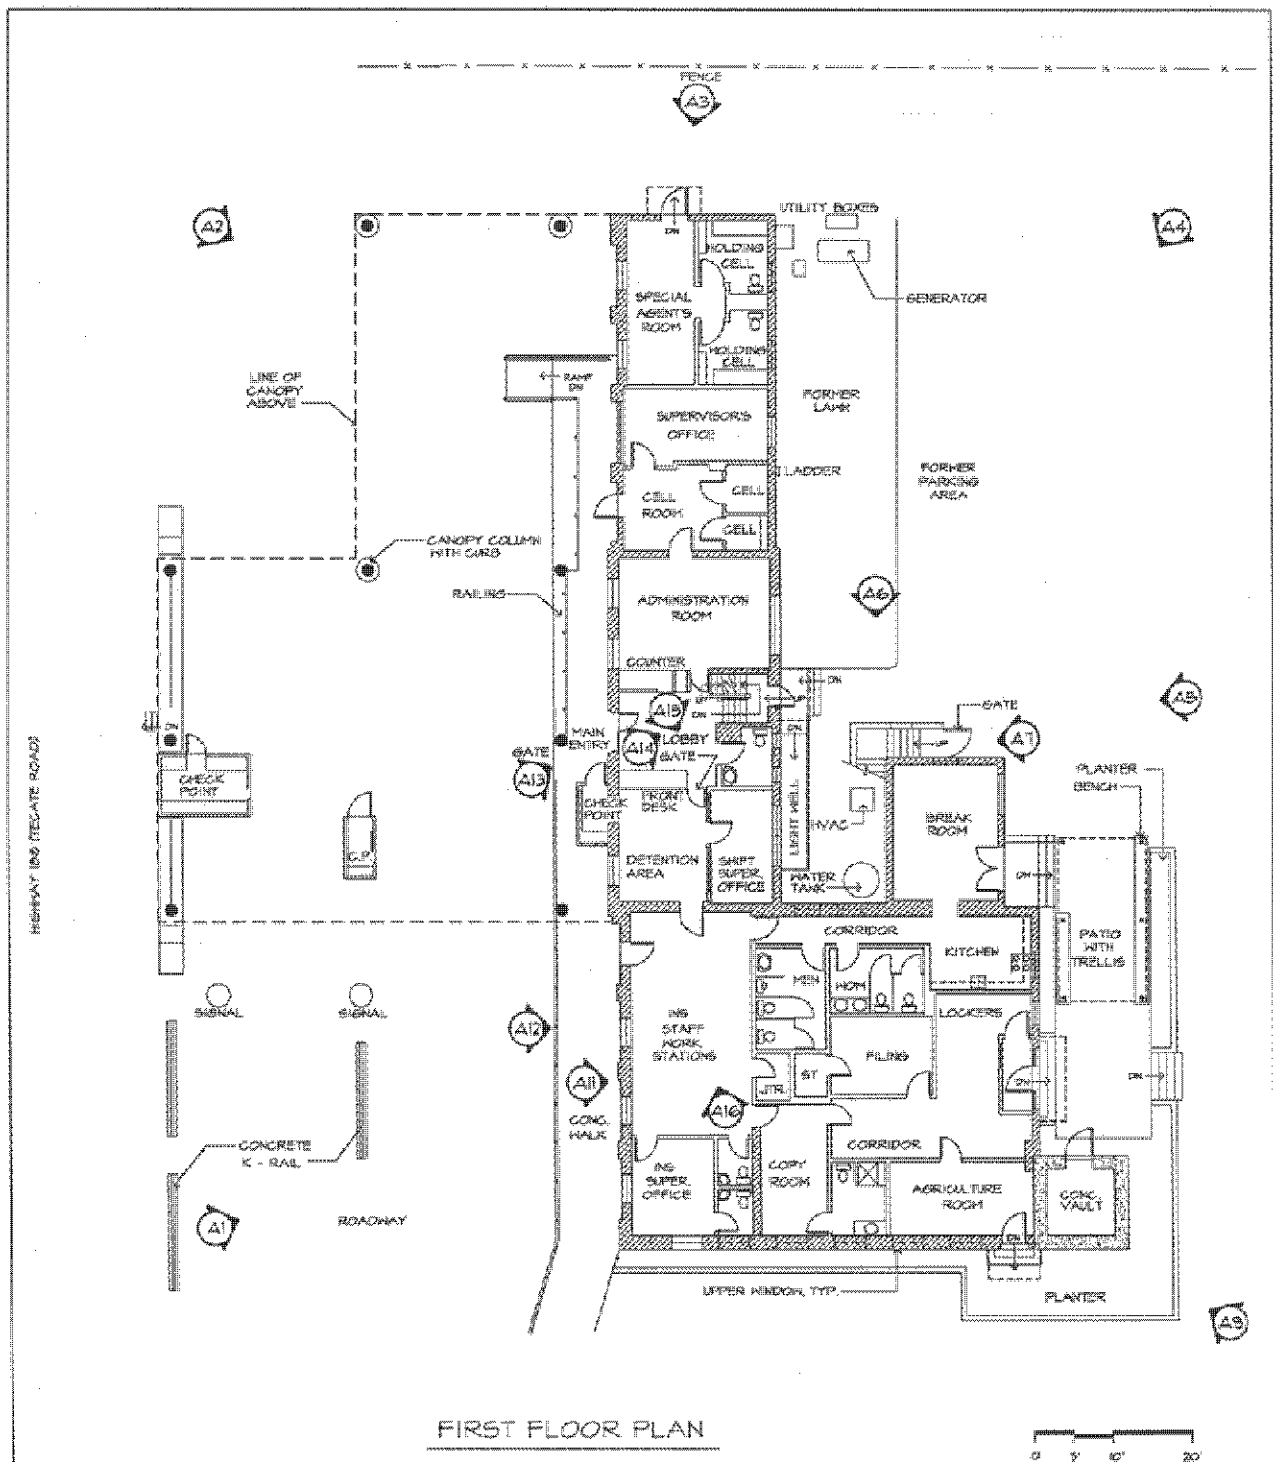 FENCE
A3
A2
UTILITY BOXES
A4
DN
HOLDING
CELL
SPECIAL
AGENT'S
ROOM
GENERATOR
HOLDING
CELL
LINE OF
CANOPY
ABOVE
RAMP
DN
FORMER
LAWN
SUPERVISOR'S
OFFICE
LADDER
FORMER
PARKING
AREA
CELL
ROOM
CELL
CELL
CANOPY COLUMN
WITH CURB
RAILING
ADMINISTRATION
ROOM
A6
COUNTER
DN
UP
DN
A15
A5
DN
GATE
MAIN
ENTRY
A14
LOBBY
GATE
DN
A7
GATE
A13
CHECK
POINT
CHECK
POINT
FRONT
DESK
LIGHT WELL
HVAC
BREAK
ROOM
PLANTER
BENCH
C.P.
DETENTION
AREA
SHIFT
SUPER.
OFFICE
WATER
TANK
DN
HIGHWAY 188 (TECATE ROAD)
CORRIDOR
KITCHEN
PATIO
WITH
TRELLIS
MEN
WOM
SIGNAL
SIGNAL
A12
INS
STAFF
WORK
STATIONS
LOCKERS
FILING
A11
JTR.
ST
DN
DN
CONC.
WALK
A16
CONCRETE
K - RAIL
CORRIDOR
INS
SUPER.
OFFICE
COPY
ROOM
AGRICULTURE
ROOM
CONC.
VAULT
A1
ROADWAY
DN
UPPER WINDOW, TYP.
PLANTER
A9
FIRST FLOOR PLAN
0 5' 10' 20'